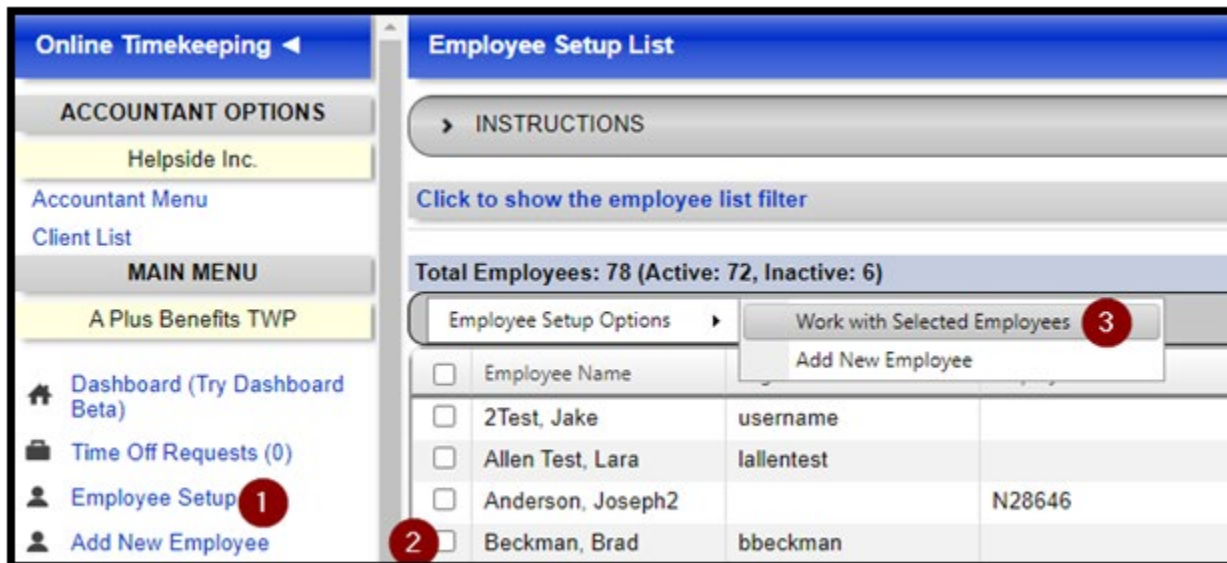 Online Timekeeping ◄
ACCOUNTANT OPTIONS
Helpside Inc.
Accountant Menu
Client List
MAIN MENU
A Plus Benefits TWP
Dashboard (Try Dashboard
Beta)
Time Off Requests (0)
Employee Setup 1
Add New Employee
Employee Setup List
INSTRUCTIONS
Click to show the employee list filter
Total Employees: 78 (Active: 72, Inactive: 6)
Employee Setup Options
Work with Selected Employees 3
Add New Employee
Employee Name
2Test, Jake username
Allen Test, Lara lallentest
Anderson, Joseph2 N28646
2 Beckman, Brad bbeckman